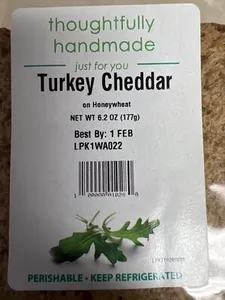 thoughtfully
handmade
just for you
Turkey Cheddar
on Honeywheat
NET WT 6.2 OZ (177g)
Best By: 1 FEB
LPK1WA022
PERISHABLE • KEEP REFRIGERATED